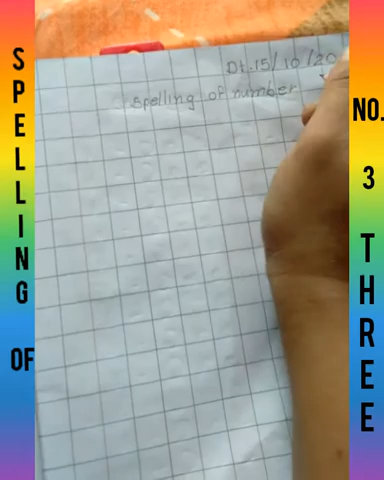 SPELLING OF
Dt-15/10/20
spelling of number
NO. 3 THREE